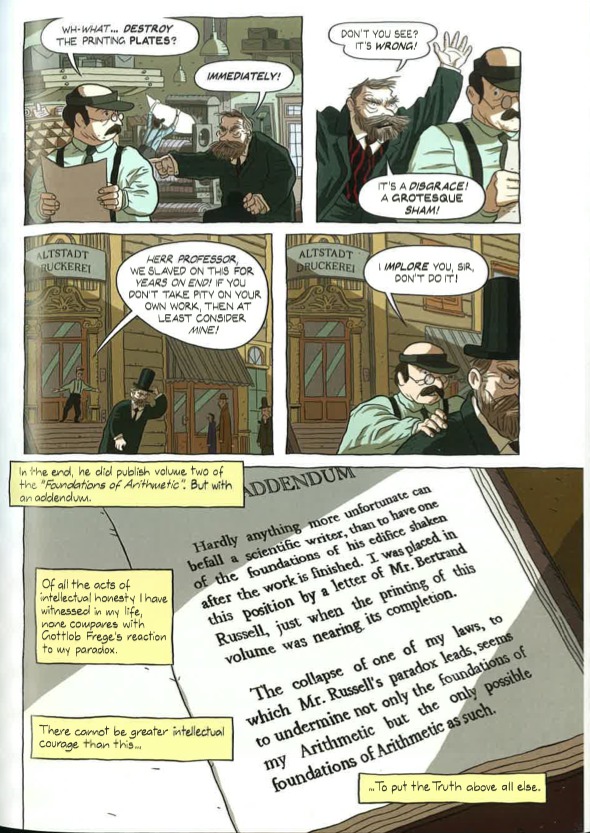 WH-WHAT... DESTROY
THE PRINTING PLATES?
IMMEDIATELY!
DON'T YOU SEE?
IT'S WRONG!
IT'S A DISGRACE!
A GROTESQUE
SHAM!
ALTSTADT
DRUCKEREI
HERR PROFESSOR,
WE SLAVED ON THIS FOR
YEARS ON END! IF YOU
DON'T TAKE PITY ON YOUR
OWN WORK, THEN AT
LEAST CONSIDER
MINE!
ALTSTADT
DRUCKEREI
I IMPLORE YOU, SIR,
DON'T DO IT!
In the end, he did publish volume two of
the "Foundations of Arithmetic". But with
an addendum.
ADDENDUM
Hardly anything more unfortunate can
befall a scientific writer, than to have one
of the foundations of his edifice shaken
after the work is finished. I was placed in
this position by a letter of Mr. Bertrand
Russell, just when the printing of this
volume was nearing its completion.
Of all the acts of
intellectual honesty I have
witnessed in my life,
none compares with
Gottlob Frege's reaction
to my paradox.
The collapse of one of my laws, to
which Mr. Russell's paradox leads, seems
to undermine not only the foundations of
my Arithmetic but the only possible
foundations of Arithmetic as such.
There cannot be greater intellectual
courage than this...
...To put the Truth above all else.